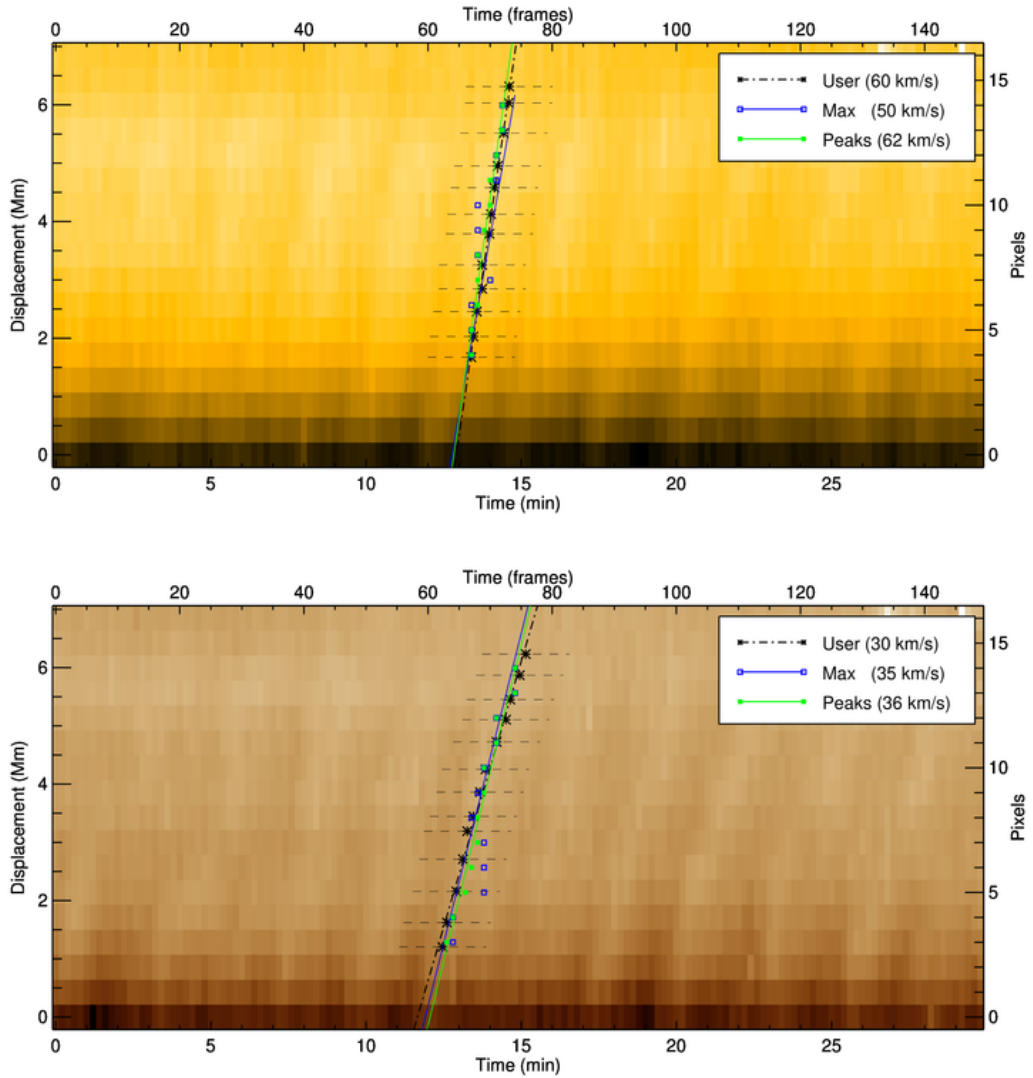 Time (frames)
0 20 40 60 80 100 120 140
User (60 km/s)
Max (50 km/s)
Peaks (62 km/s)
Displacement (Mm)
6
4
2
0
Pixels
15
10
5
0
0 5 10 15 20 25
Time (min)
Time (frames)
0 20 40 60 80 100 120 140
User (30 km/s)
Max (35 km/s)
Peaks (36 km/s)
Displacement (Mm)
6
4
2
0
Pixels
15
10
5
0
0 5 10 15 20 25
Time (min)